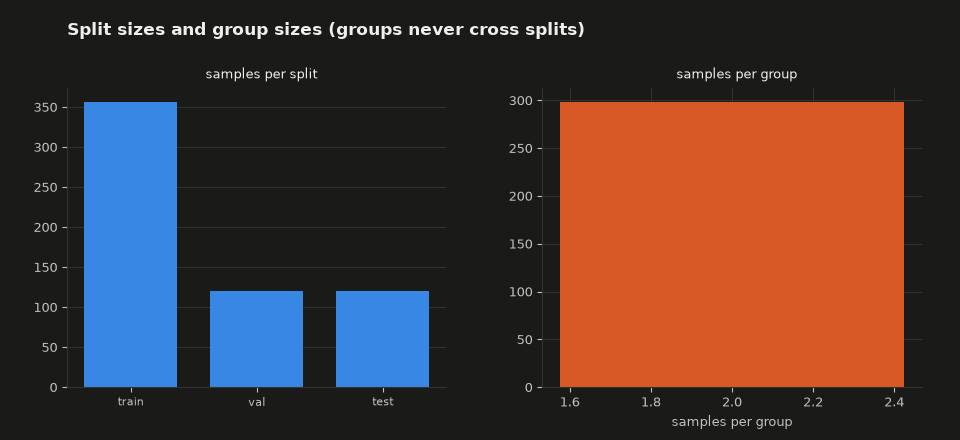 Split sizes and group sizes (groups never cross splits)
samples per split
350
300
250
200
150
100
50
0
train val test
samples per group
300
250
200
150
100
50
0
1.6 1.8 2.0 2.2 2.4
samples per group